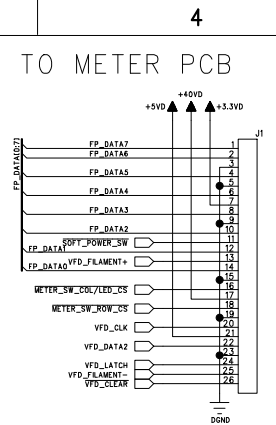 4
TO METER PCB
+40VD
+5VD
+3.3VD
J1
FP_DATA[0:7]
FP_DATA7 1
FP_DATA6 2
3
FP_DATA5 4
5
FP_DATA4 6
7
FP_DATA3 8
9
FP_DATA2 10
SOFT_POWER_SW 11
FP_DATA1 12
VFD_FILAMENT+ 13
FP_DATA0 14
15
METER_SW_COL/LED_CS 16
17
METER_SW_ROW_CS 18
19
VFD_CLK 20
21
VFD_DATA2 22
23
VFD_LATCH 24
VFD_FILAMENT- 25
VFD_CLEAR 26
DGND